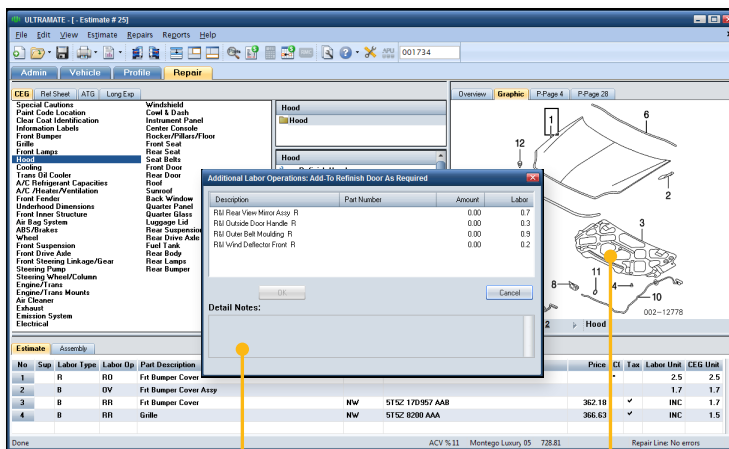 ULTRAMATE - [ - Estimate # 25]
File Edit View Estimate Repairs Reports Help
001734
Admin Vehicle Profile Repair
CEG Ref Sheet ATG Long Exp
Overview Graphic P-Page 4 P-Page 28
Special Cautions
Paint Code Location
Clear Coat Identification
Information Labels
Front Bumper
Grille
Front Lamps
Hood
Cooling
Trans Oil Cooler
A/C Refrigerant Capacities
A/C /Heater/Ventilation
Front Fender
Underhood Dimensions
Front Inner Structure
Air Bag System
ABS/Brakes
Wheel
Front Suspension
Front Drive Axle
Front Steering Linkage/Gear
Steering Pump
Steering Wheel/Column
Engine/Trans
Engine/Trans Mounts
Air Cleaner
Exhaust
Emission System
Electrical
Windshield
Cowl & Dash
Instrument Panel
Center Console
Rocker/Pillars/Floor
Front Seat
Rear Seat
Seat Belts
Front Door
Rear Door
Roof
Sunroof
Back Window
Quarter Panel
Quarter Glass
Luggage Lid
Rear Suspension
Rear Drive Axle
Fuel Tank
Rear Body
Rear Lamps
Rear Bumper
Hood
Hood
Hood
1
6
12
2
3
11
8
4
10
002-12778
2 Hood
Additional Labor Operations: Add-To Refinish Door As Required
Description Part Number Amount Labor
R&I Rear View Mirror Assy R 0.00 0.7
R&I Outside Door Handle R 0.00 0.3
R&I Outer Belt Moulding R 0.00 0.9
R&I Wind Deflector Front R 0.00 0.2
OK Cancel
Detail Notes:
Estimate Assembly
No Sup Labor Type Labor Op Part Description Price Cl Tax Labor Unit CEG Unit
1 R RO Frt Bumper Cover * 2.5 2.5
2 B OV Frt Bumper Cover Assy 1.7 1.7
3 B RR Frt Bumper Cover NW 5T5Z 17D957 AAB 362.18 ✓ INC 1.7
4 B RR Grille NW 5T5Z 8200 AAA 366.63 ✓ INC 1.5
Done ACV % 11 Montego Luxury 05 728.81 Repair Line: No errors